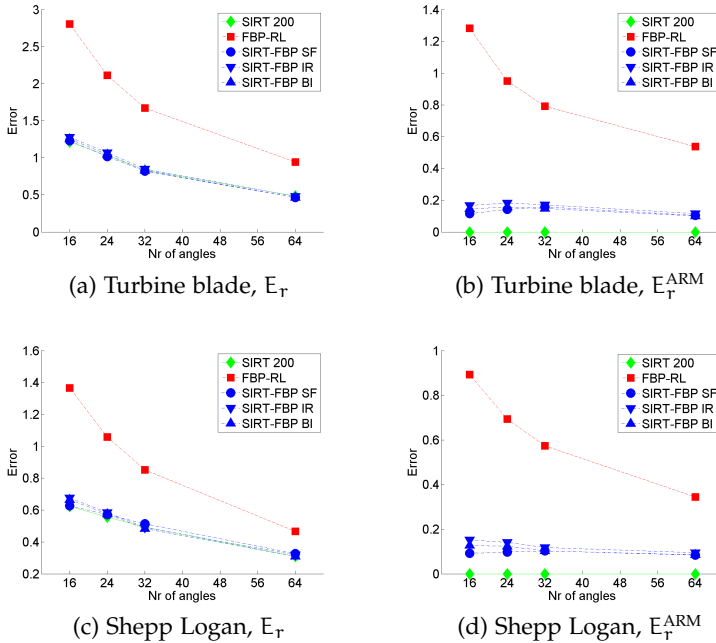 3
2.5
2
1.5
1
0.5
0
Error
16 24 32 40 48 56 64
Nr of angles
SIRT 200
FBP-RL
SIRT-FBP SF
SIRT-FBP IR
SIRT-FBP BI
(a) Turbine blade, E_r
1.4
1.2
1
0.8
0.6
0.4
0.2
0
Error
16 24 32 40 48 56 64
Nr of angles
SIRT 200
FBP-RL
SIRT-FBP SF
SIRT-FBP IR
SIRT-FBP BI
(b) Turbine blade, E_r^ARM
1.6
1.4
1.2
1
0.8
0.6
0.4
0.2
Error
16 24 32 40 48 56 64
Nr of angles
SIRT 200
FBP-RL
SIRT-FBP SF
SIRT-FBP IR
SIRT-FBP BI
(c) Shepp Logan, E_r
1
0.8
0.6
0.4
0.2
0
Error
16 24 32 40 48 56 64
Nr of angles
SIRT 200
FBP-RL
SIRT-FBP SF
SIRT-FBP IR
SIRT-FBP BI
(d) Shepp Logan, E_r^ARM